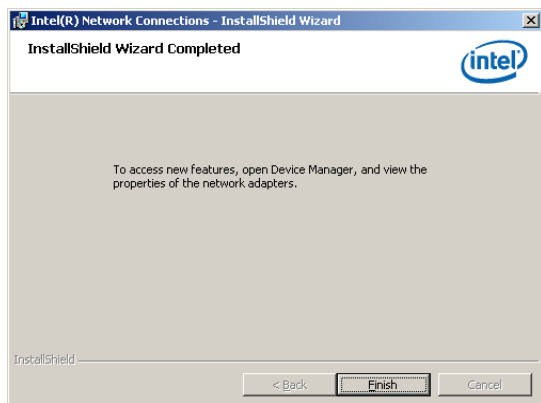 Intel(R) Network Connections - InstallShield Wizard
InstallShield Wizard Completed
intel
To access new features, open Device Manager, and view the
properties of the network adapters.
InstallShield
< Back
Finish
Cancel